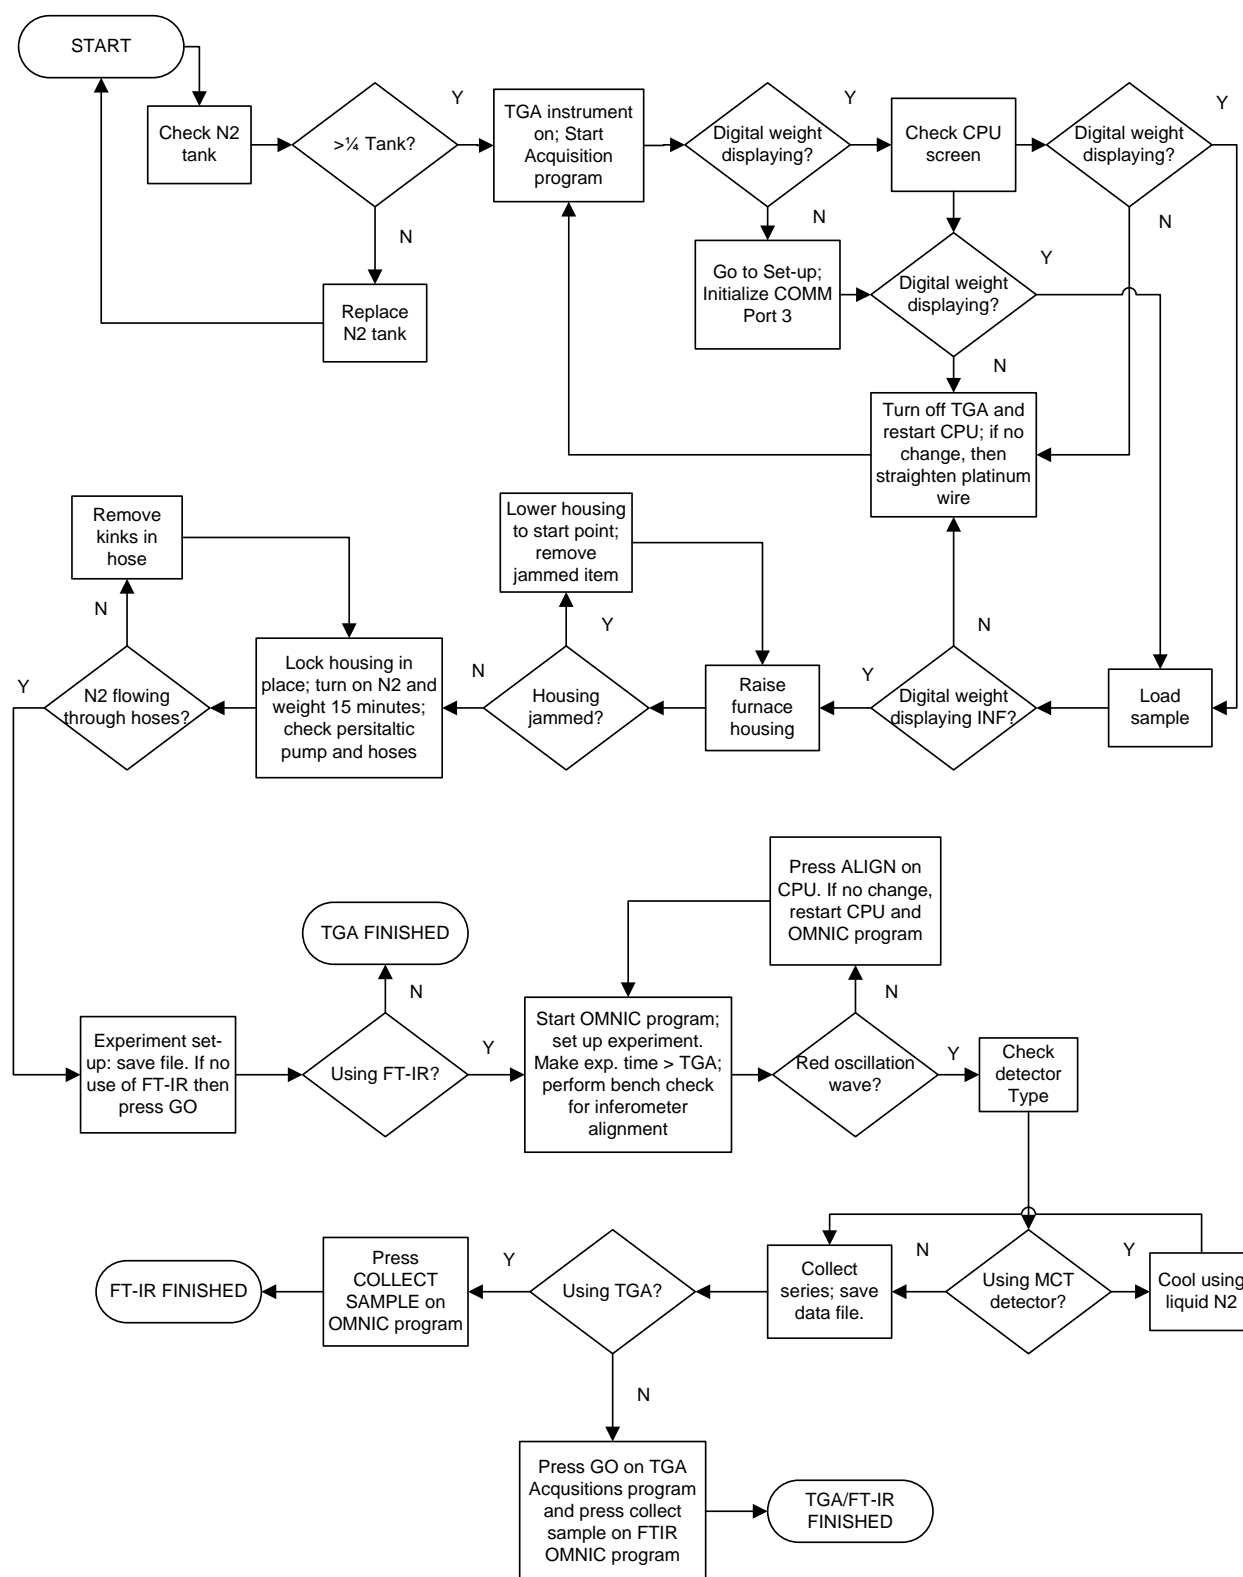 START
Check N2
tank
>¼ Tank?
Y
N
Replace
N2 tank
TGA instrument
on; Start
Acquisition
program
Digital weight
displaying?
Y
N
Go to Set-up;
Initialize COMM
Port 3
Check CPU
screen
Digital weight
displaying?
Y
N
Digital weight
displaying?
Y
N
Turn off TGA and
restart CPU; if no
change, then
straighten platinum
wire
Load
sample
Digital weight
displaying INF?
N
Y
Raise
furnace
housing
Housing
jammed?
Y
Lower housing
to start point;
remove
jammed item
N
Lock housing in
place; turn on N2 and
weight 15 minutes;
check persitaltic
pump and hoses
N2 flowing
through hoses?
N
Remove
kinks in
hose
Y
Experiment set-
up: save file. If no
use of FT-IR then
press GO
Using FT-IR?
N
TGA FINISHED
Y
Start OMNIC program;
set up experiment.
Make exp. time > TGA;
perform bench check
for inferometer
alignment
Red oscillation
wave?
N
Press ALIGN on
CPU. If no change,
restart CPU and
OMNIC program
Y
Check
detector
Type
Using MCT
detector?
Y
Cool using
liquid N2
N
Collect
series; save
data file.
Using TGA?
Y
Press
COLLECT
SAMPLE on
OMNIC program
FT-IR FINISHED
N
Press GO on TGA
Acqusitions program
and press collect
sample on FTIR
OMNIC program
TGA/FT-IR
FINISHED